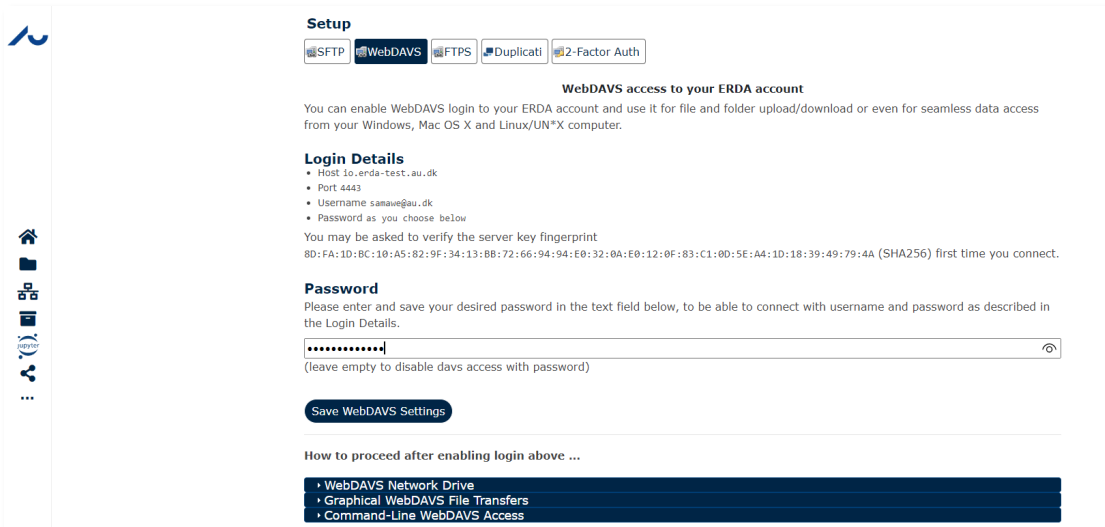 Setup
SFTP WebDAVS FTPS Duplicati 2-Factor Auth
WebDAVS access to your ERDA account
You can enable WebDAVS login to your ERDA account and use it for file and folder upload/download or even for seamless data access
from your Windows, Mac OS X and Linux/UN*X computer.
Login Details
• Host io.erda-test.au.dk
• Port 4443
• Username samawe@au.dk
• Password as you choose below
You may be asked to verify the server key fingerprint
8D:FA:1D:BC:10:A5:82:9F:34:13:BB:72:66:94:94:E0:32:0A:E0:12:0F:83:C1:0D:5E:A4:1D:18:39:49:79:4A (SHA256) first time you connect.
Password
Please enter and save your desired password in the text field below, to be able to connect with username and password as described in
the Login Details.
•••••••••••••
(leave empty to disable davs access with password)
Save WebDAVS Settings
How to proceed after enabling login above ...
WebDAVS Network Drive
Graphical WebDAVS File Transfers
Command-Line WebDAVS Access
jupyter